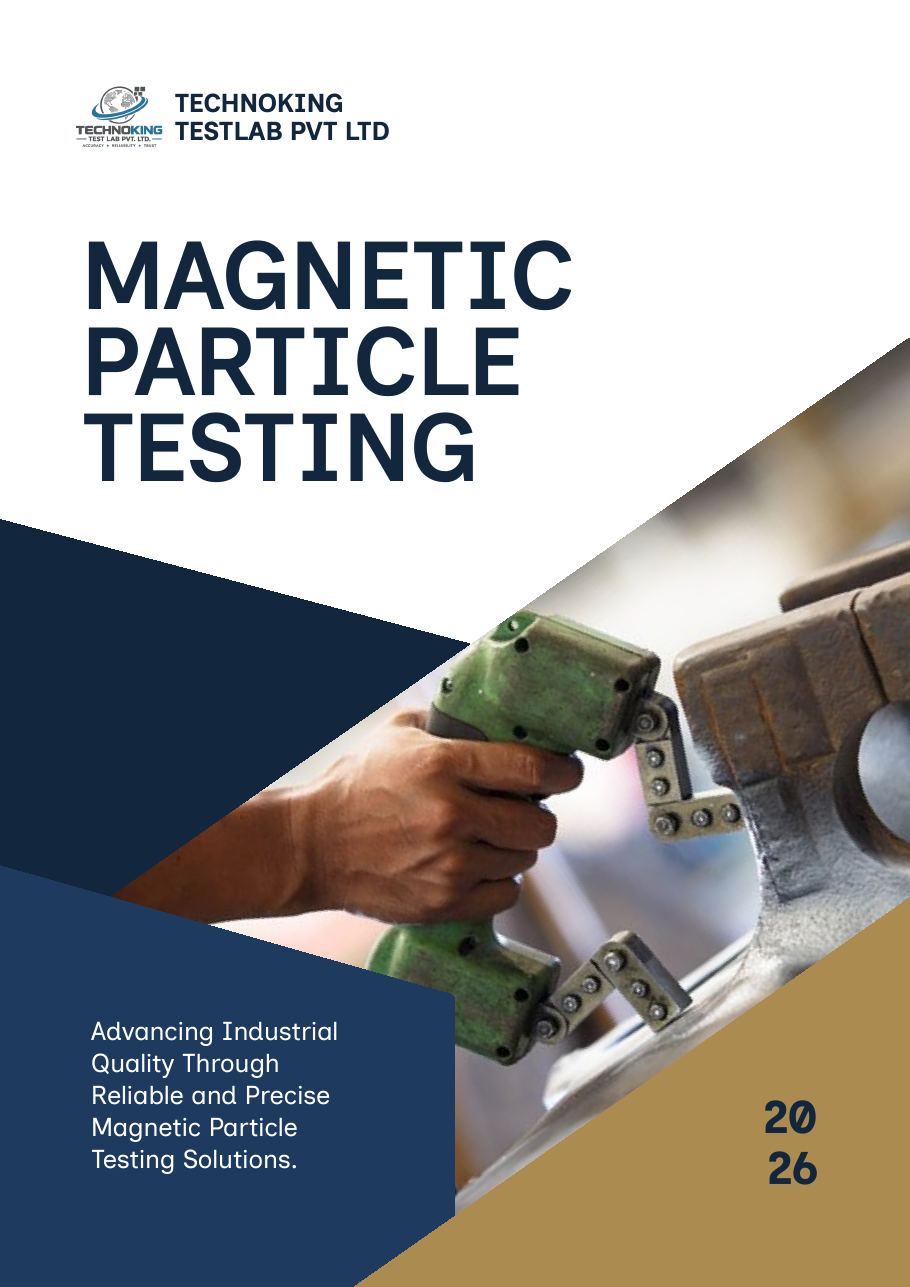 TECHNOKING
TEST LAB PVT. LTD.
ACCURACY • RELIABILITY • TRUST
TECHNOKING
TESTLAB PVT LTD
MAGNETIC
PARTICLE
TESTING
Advancing Industrial
Quality Through
Reliable and Precise
Magnetic Particle
Testing Solutions.
20
26